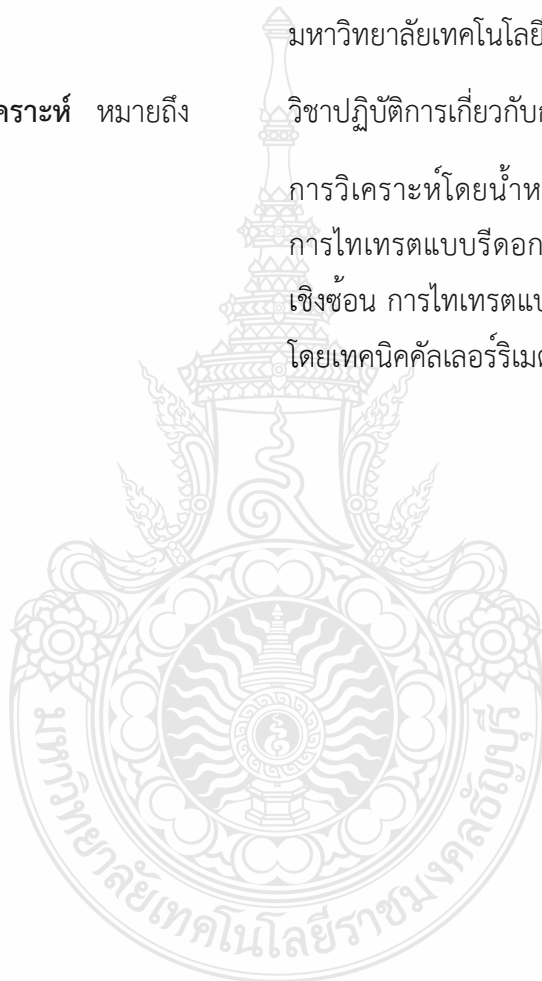 มหาวิทยาลัยเทคโนโลยี
คราะห์ หมายถึง วิชาปฏิบัติการเกี่ยวกับ
การวิเคราะห์โดยน้ำห
การไทเทรตแบบรีดอก
เชิงซ้อน การไทเทรตแบ
โดยเทคนิคคัลเลอร์ริเม
มหาวิทยาลัยเทคโนโลยีราชมงคลธัญบุรี